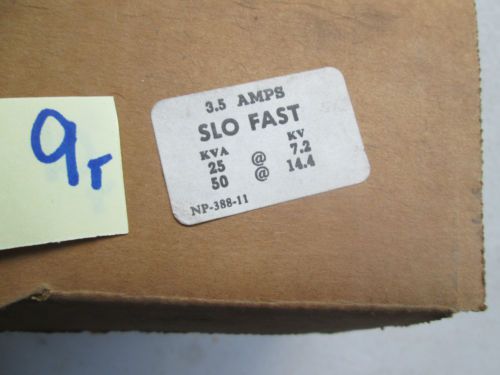 9r
3.5 AMPS
SLO FAST
KVA KV
25 @ 7.2
50 @ 14.4
NP-388-11